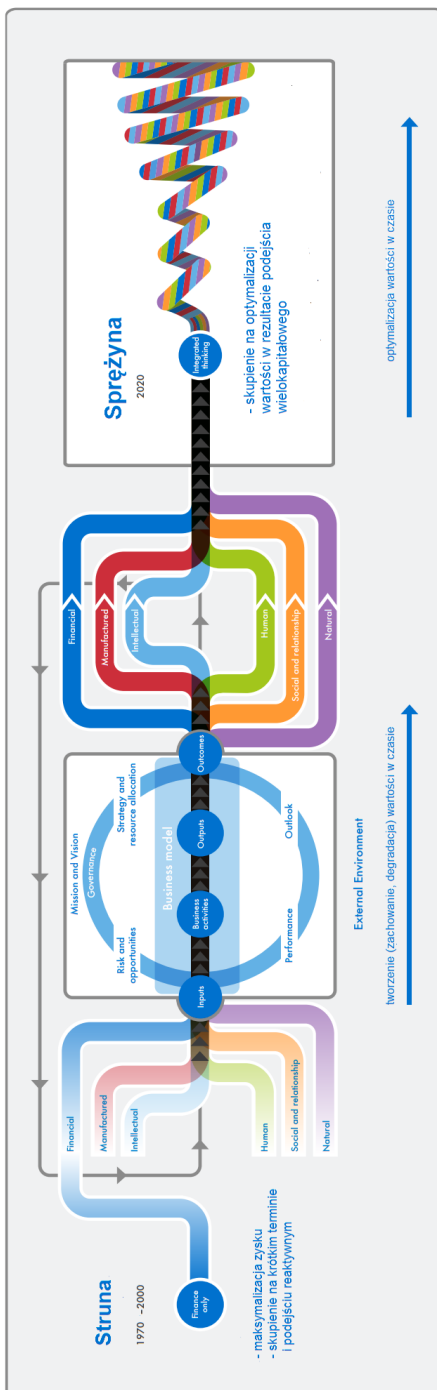 Struna
1970 –2000
Finance
only
- maksymalizacja zysku
- skupienie na krótkim terminie
i podejściu reaktywnym
Financial
Manufactured
Intellectual
Human
Social and relationship
Natural
Mission and Vision
Governance
Risk and
opportunities
Strategy and
resource allocation
Business model
Inputs
Business
activities
Outputs
Outcomes
Performance
Outlook
External Environment
tworzenie (zachowanie, degradacja) wartości w czasie
Financial
Manufactured
Intellectual
Human
Social and relationship
Natural
Sprężyna
2020
Integrated
thinking
- skupienie na optymalizacji
wartości w rezultacie podejścia
wielokapitałowego
optymalizacja wartości w czasie